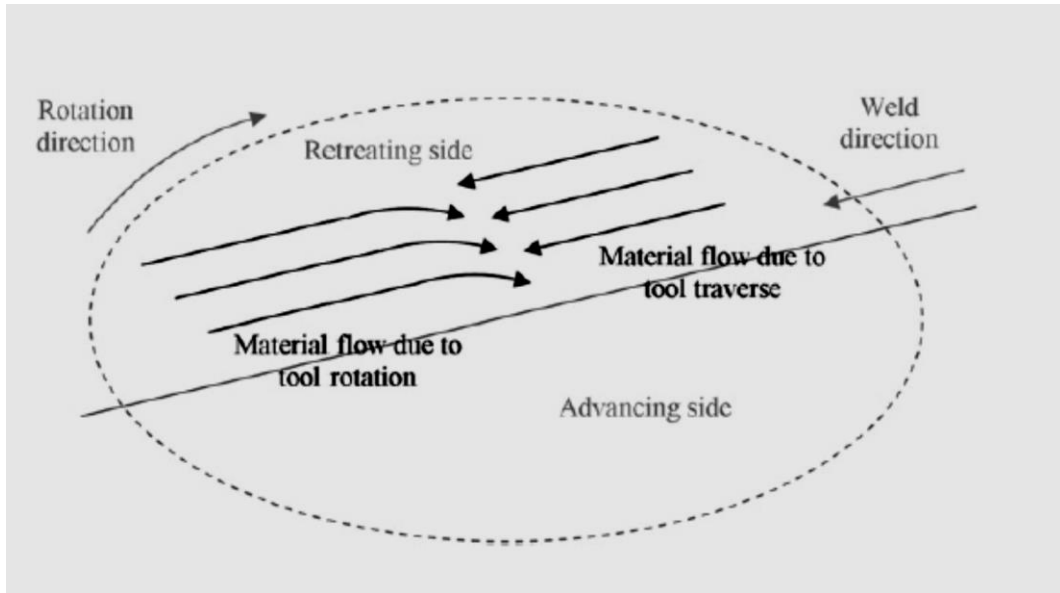 Rotation
direction
Retreating side
Weld
direction
Material flow due to
tool traverse
Material flow due to
tool rotation
Advancing side